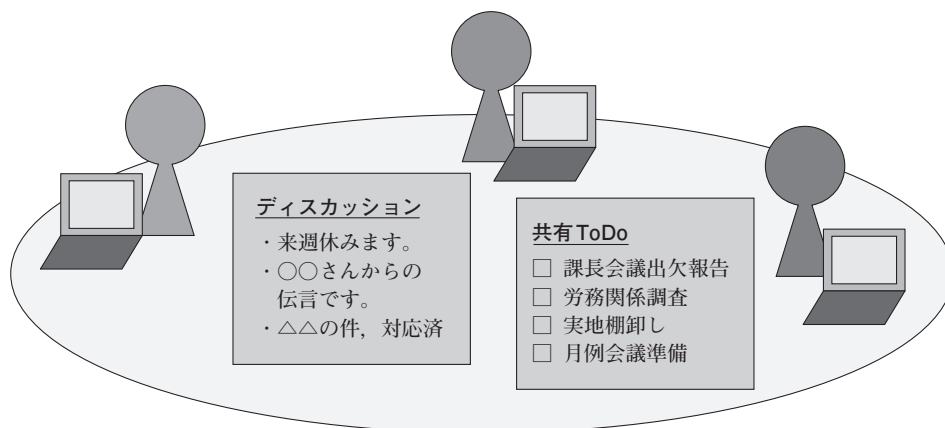 ディスカッション
・来週休みます。
・○○さんからの
伝言です。
・△△の件，対応済
共有ToDo
□ 課長会議出欠報告
□ 労務関係調査
□ 実地棚卸し
□ 月例会議準備